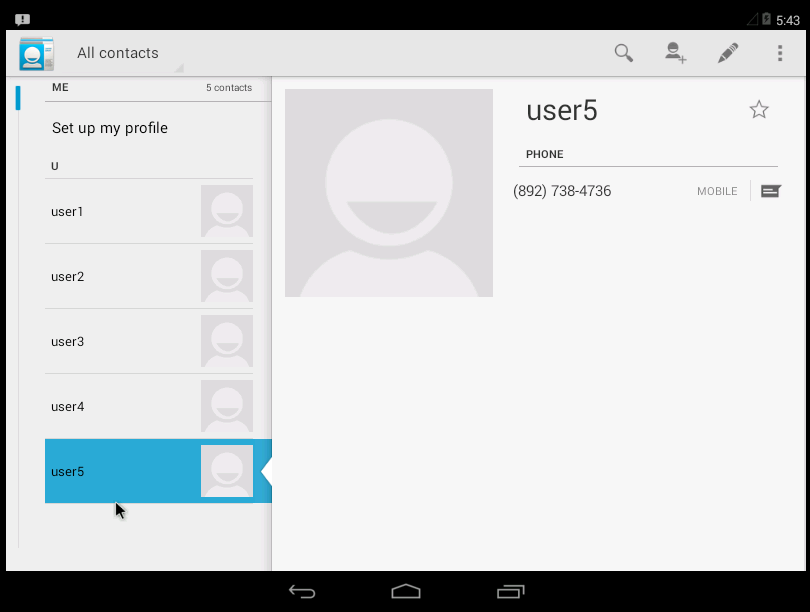 5:43
All contacts
ME 5 contacts
Set up my profile
U
user1
user2
user3
user4
user5
user5
PHONE
(892) 738-4736 MOBILE